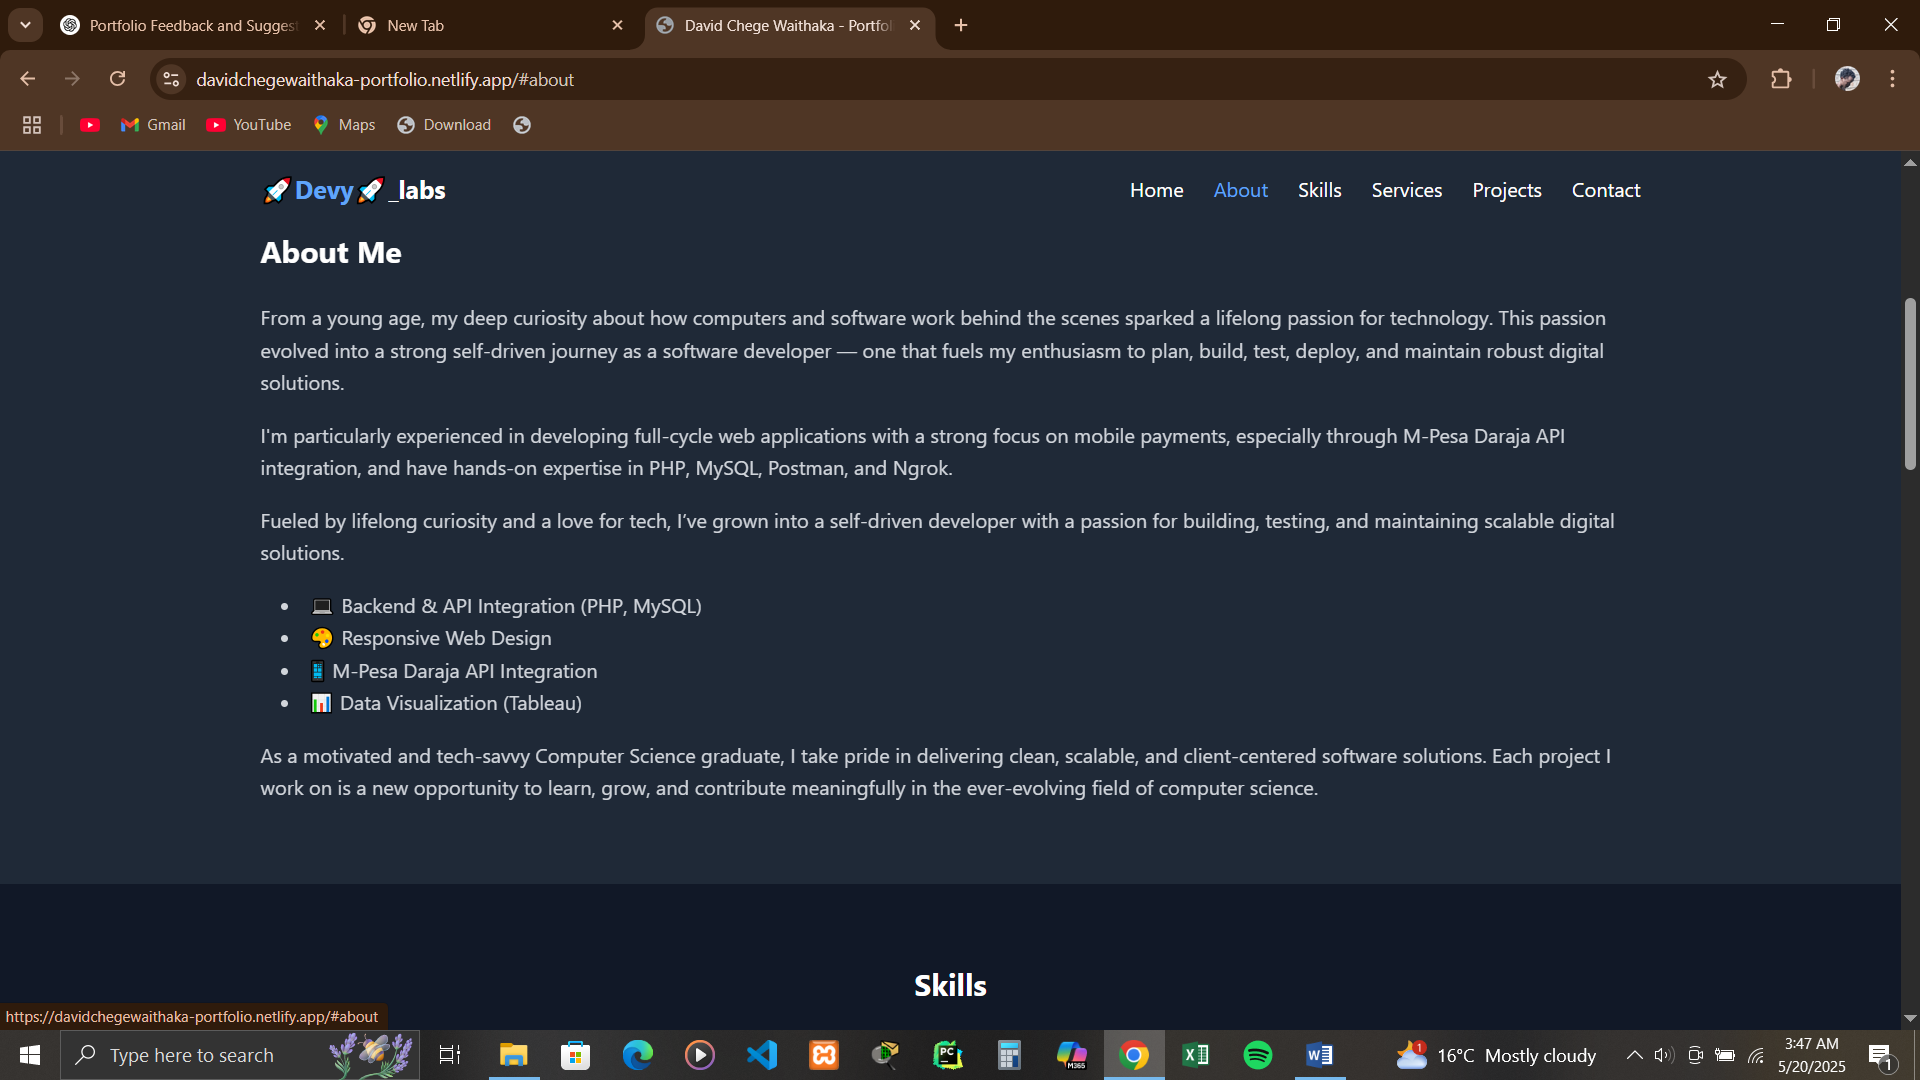 Portfolio Feedback and Suggest
New Tab
David Chege Waithaka - Portfo
davidchegewaithaka-portfolio.netlify.app/#about
Gmail
YouTube
Maps
Download
🚀Devy🚀_labs
Home
About
Skills
Services
Projects
Contact
About Me
From a young age, my deep curiosity about how computers and software work behind the scenes sparked a lifelong passion for technology. This passion
evolved into a strong self-driven journey as a software developer — one that fuels my enthusiasm to plan, build, test, deploy, and maintain robust digital
solutions.
I'm particularly experienced in developing full-cycle web applications with a strong focus on mobile payments, especially through M-Pesa Daraja API
integration, and have hands-on expertise in PHP, MySQL, Postman, and Ngrok.
Fueled by lifelong curiosity and a love for tech, I’ve grown into a self-driven developer with a passion for building, testing, and maintaining scalable digital
solutions.
• 💻 Backend & API Integration (PHP, MySQL)
• 🎨 Responsive Web Design
• 📱 M-Pesa Daraja API Integration
• 📊 Data Visualization (Tableau)
As a motivated and tech-savvy Computer Science graduate, I take pride in delivering clean, scalable, and client-centered software solutions. Each project I
work on is a new opportunity to learn, grow, and contribute meaningfully in the ever-evolving field of computer science.
Skills
https://davidchegewaithaka-portfolio.netlify.app/#about
Type here to search
PC
M365
1
16°C Mostly cloudy
3:47 AM
5/20/2025
1